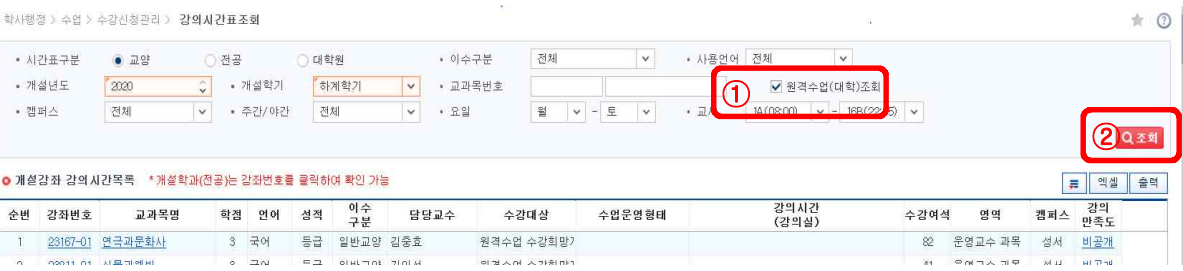 학사행정 > 수업 > 수강신청관리 > 강의시간표조회
시간표구분 교양 전공 대학원 이수구분 전체 사용언어 전체
개설년도 2020 개설학기 하계학기 교과목번호 ① 원격수업(대학)조회
캠퍼스 전체 주간/야간 전체 요일 월 - 토 1A(08:00) -
② 조회
개설강좌 강의시간목록 *개설학과(전공)는 강좌번호를 클릭하여 확인 가능 엑셀 출력
순번 강좌번호 교과목명 학점 언어 성적 이수구분 담당교수 수강대상 수업운영형태 강의시간(강의실) 수강여석 영역 캠퍼스 강의만족도
1 23167-01 연극과문화사 3 국어 등급 일반교양 김중효 원격수업 수강희망 82 운영교수 과목 성서 비공개